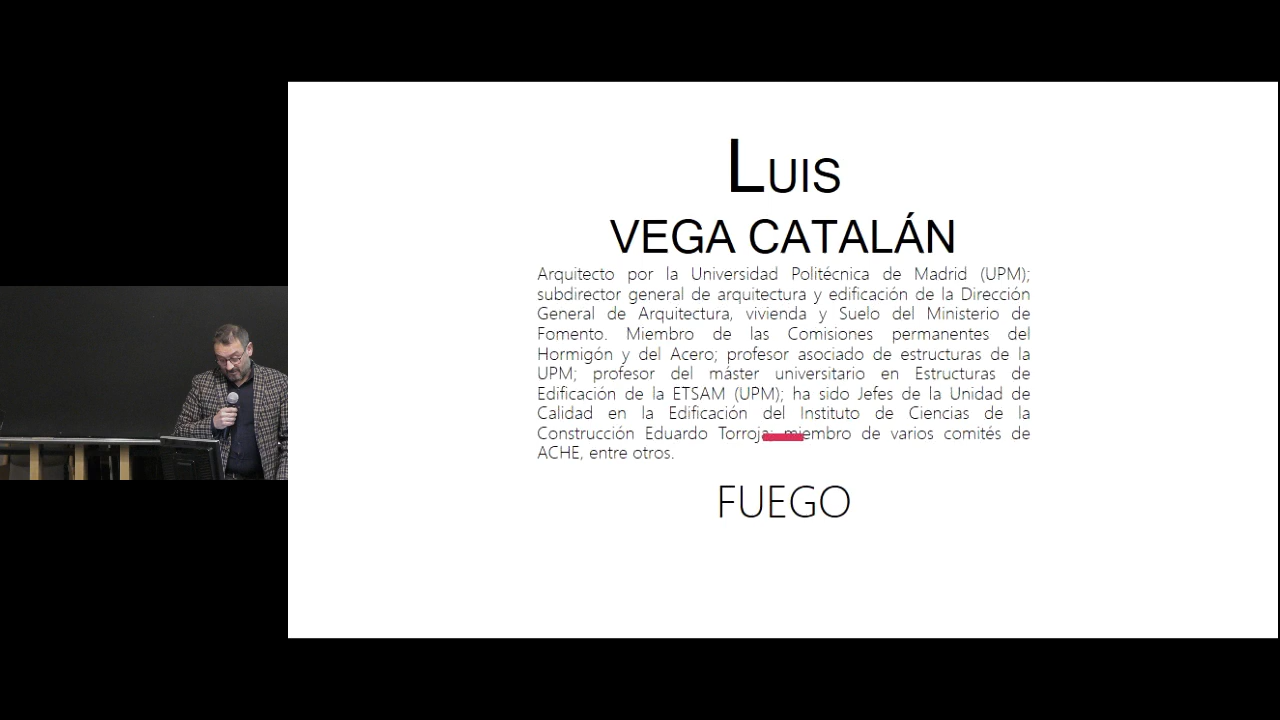 LUIS
VEGA CATALÁN
Arquitecto por la Universidad Politécnica de Madrid (UPM);
subdirector general de arquitectura y edificación de la Dirección
General de Arquitectura, vivienda y Suelo del Ministerio de
Fomento. Miembro de las Comisiones permanentes del
Hormigón y del Acero; profesor asociado de estructuras de la
UPM; profesor del máster universitario en Estructuras de
Edificación de la ETSAM (UPM); ha sido Jefes de la Unidad de
Calidad en la Edificación del Instituto de Ciencias de la
Construcción Eduardo Torroja; miembro de varios comités de
ACHE, entre otros.
FUEGO